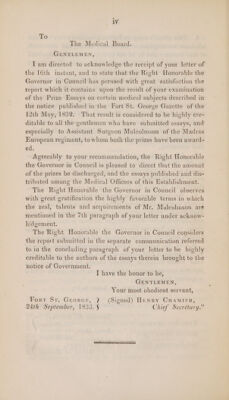 iv
To
The Medical Board.
GENTLEMEN,
I am directed to acknowledge the receipt of your letter of
the 16th instant, and to state that the Right Honorable the
Governor in Council has perused with great satisfaction the
report which it contains upon the result of your examination
of the Prize Essays on certain medical subjects described in
the notice published in the Fort St. George Gazette of the
12th May, 1832. That result is considered to be highly cre-
ditable to all the gentlemen who have submitted essays, and
especially to Assistant Surgeon Malcolmson of the Madras
European regiment, to whom both the prizes have been award-
ed.
Agreeably to your recommendation, the Right Honorable
the Governor in Council is pleased to direct that the amount
of the prizes be discharged, and the essays published and dis-
tributed among the Medical Officers of this Establishment.
The Right Honorable the Governor in Council observes
with great gratification the highly favorable terms in which
the zeal, talents and acquirements of Mr. Malcolmson are
mentioned in the 7th paragraph of your letter under acknow-
ledgement.
The Right Honorable the Governor in Council considers
the report submitted in the separate communication referred
to in the concluding paragraph of your letter to be highly
creditable to the authors of the essays therein brought to the
notice of Government.
I have the honor to be,
GENTLEMEN,
Your most obedient servant,
FORT ST. GEORGE, } (Signed) HENRY CHAMIER,
24th September, 1833. } Chief Secretary."